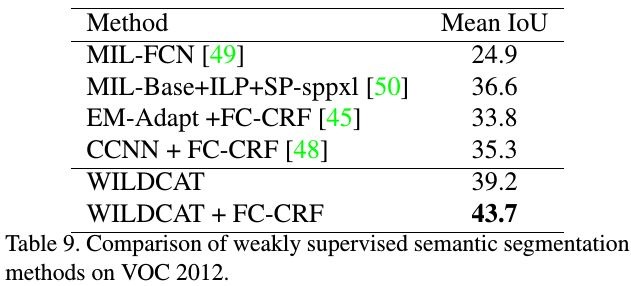 Method Mean IoU
MIL-FCN [49] 24.9
MIL-Base+ILP+SP-sppxl [50] 36.6
EM-Adapt +FC-CRF [45] 33.8
CCNN + FC-CRF [48] 35.3
WILDCAT 39.2
WILDCAT + FC-CRF 43.7
Table 9. Comparison of weakly supervised semantic segmentation
methods on VOC 2012.